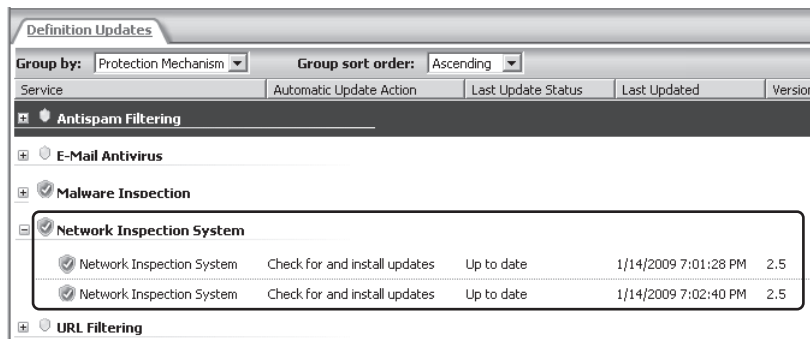 Definition Updates
Group by: Protection Mechanism Group sort order: Ascending
Service Automatic Update Action Last Update Status Last Updated Version
Antispam Filtering
E-Mail Antivirus
Malware Inspection
Network Inspection System
Network Inspection System Check for and install updates Up to date 1/14/2009 7:01:28 PM 2.5
Network Inspection System Check for and install updates Up to date 1/14/2009 7:02:40 PM 2.5
URL Filtering